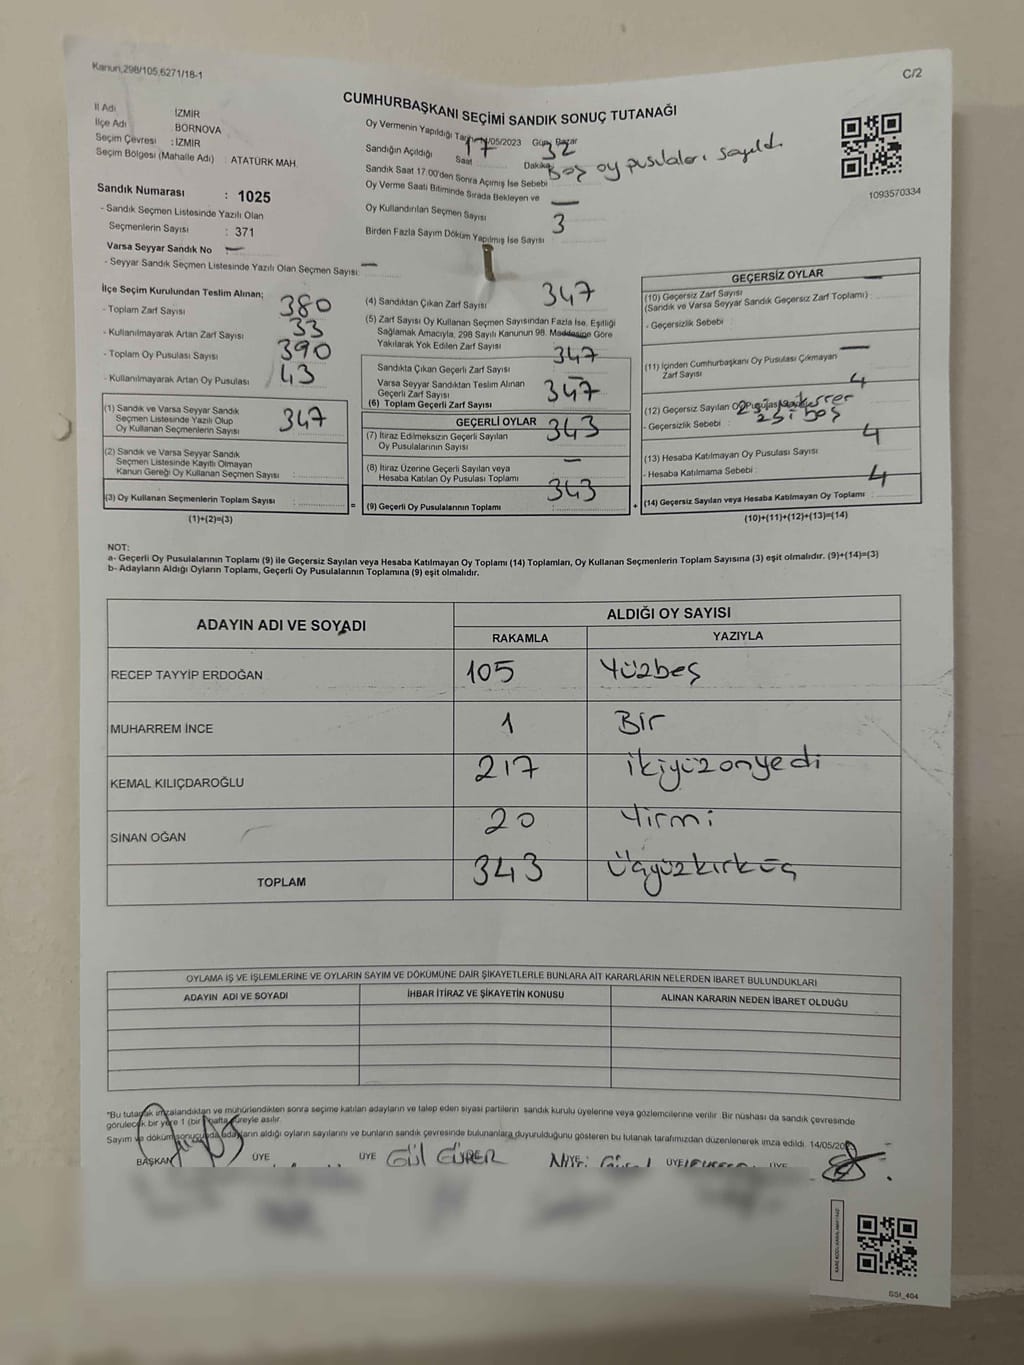 Kanun,298/105,6271/18-1
C/2
CUMHURBAŞKANI SEÇİMİ SANDIK SONUÇ TUTANAĞI
İl Adı : İZMİR
İlçe Adı : BORNOVA
Seçim Çevresi : İZMİR
Seçim Bölgesi (Mahalle Adı) : ATATÜRK MAH.
Oy Vermenin Yapıldığı Tarih /05/2023 Gün Pazar
Sandığın Açıldığı Saat 17 Dakika 32
Sandık Saat 17.00'den Sonra Açılmış İse Sebebi Boş oy pusulaları sayıldı
Oy Verme Saati Bitiminde Sırada Bekleyen ve
Oy Kullandırılan Seçmen Sayısı —
Birden Fazla Sayım Döküm Yapılmış İse Sayısı 3
1093570334
Sandık Numarası : 1025
- Sandık Seçmen Listesinde Yazılı Olan
Seçmenlerin Sayısı : 371
Varsa Seyyar Sandık No —
- Seyyar Sandık Seçmen Listesinde Yazılı Olan Seçmen Sayısı: —
İlçe Seçim Kurulundan Teslim Alınan;
- Toplam Zarf Sayısı 380
- Kullanılmayarak Artan Zarf Sayısı 33
- Toplam Oy Pusulası Sayısı 390
- Kullanılmayarak Artan Oy Pusulası 43
(1) Sandık ve Varsa Seyyar Sandık
Seçmen Listesinde Yazılı Olup
Oy Kullanan Seçmenlerin Sayısı 347
(2) Sandık ve Varsa Seyyar Sandık
Seçmen Listesinde Kayıtlı Olmayan
Kanun Gereği Oy Kullanan Seçmen Sayısı :
(3) Oy Kullanan Seçmenlerin Toplam Sayısı :
(1)+(2)=(3)
(4) Sandıktan Çıkan Zarf Sayısı 347
(5) Zarf Sayısı Oy Kullanan Seçmen Sayısından Fazla İse, Eşitliği
Sağlamak Amacıyla, 298 Sayılı Kanunun 98. Maddesine Göre
Yakılarak Yok Edilen Zarf Sayısı
Sandıkta Çıkan Geçerli Zarf Sayısı 347
Varsa Seyyar Sandıktan Teslim Alınan
Geçerli Zarf Sayısı —
(6) Toplam Geçerli Zarf Sayısı 347
GEÇERLİ OYLAR
(7) İtiraz Edilmeksizin Geçerli Sayılan
Oy Pusulalarının Sayısı 343
(8) İtiraz Üzerine Geçerli Sayılan veya
Hesaba Katılan Oy Pusulası Toplamı —
(9) Geçerli Oy Pusulalarının Toplamı 343
=
+
GEÇERSİZ OYLAR
(10) Geçersiz Zarf Sayısı —
(Sandık ve Varsa Seyyar Sandık Geçersiz Zarf Toplamı)
- Geçersizlik Sebebi :
(11) İçinden Cumhurbaşkanı Oy Pusulası Çıkmayan
Zarf Sayısı —
(12) Geçersiz Sayılan Oy Pusulası 4
- Geçersizlik Sebebi : 2si 2si boş
(13) Hesaba Katılmayan Oy Pusulası Sayısı 4
- Hesaba Katılmama Sebebi :
(14) Geçersiz Sayılan veya Hesaba Katılmayan Oy Toplamı 4
(10)+(11)+(12)+(13)=(14)
NOT:
a- Geçerli Oy Pusulalarının Toplamı (9) ile Geçersiz Sayılan veya Hesaba Katılmayan Oy Toplamı (14) Toplamları, Oy Kullanan Seçmenlerin Toplam Sayısına (3) eşit olmalıdır. (9)+(14)=(3)
b- Adayların Aldığı Oyların Toplamı, Geçerli Oy Pusulalarının Toplamına (9) eşit olmalıdır.
ADAYIN ADI VE SOYADI
ALDIĞI OY SAYISI
RAKAMLA YAZIYLA
RECEP TAYYİP ERDOĞAN 105 Yüzbeş
MUHARREM İNCE 1 Bir
KEMAL KILIÇDAROĞLU 217 ikiyüzonyedi
SİNAN OĞAN 20 Yirmi
TOPLAM 343 Üçyüzkırküç
OYLAMA İŞ VE İŞLEMLERİNE VE OYLARIN SAYIM VE DÖKÜMÜNE DAİR ŞİKAYETLERLE BUNLARA AİT KARARLARIN NELERDEN İBARET BULUNDUKLARI
ADAYIN ADI VE SOYADI İHBAR İTİRAZ VE ŞİKAYETİN KONUSU ALINAN KARARIN NEDEN İBARET OLDUĞU
"Bu tutanak imzalandıktan ve mühürlendikten sonra seçime katılan adayların ve talep eden siyasi partilerin sandık kurulu üyelerine veya gözlemcilerine verilir. Bir nüshası da sandık çevresinde
görülecek bir yere 1 (bir) hafta süreyle asılır.
Sayım ve döküm sonucunda adayların aldığı oyların sayılarını ve bunların sandık çevresinde bulunanlara duyurulduğunu gösteren bu tutanak tarafımızdan düzenlenerek imza edildi. 14/05/20
BAŞKAN ÜYE ÜYE Gül GÜRER ÜYE ÜYE ÜYE
SSI_404